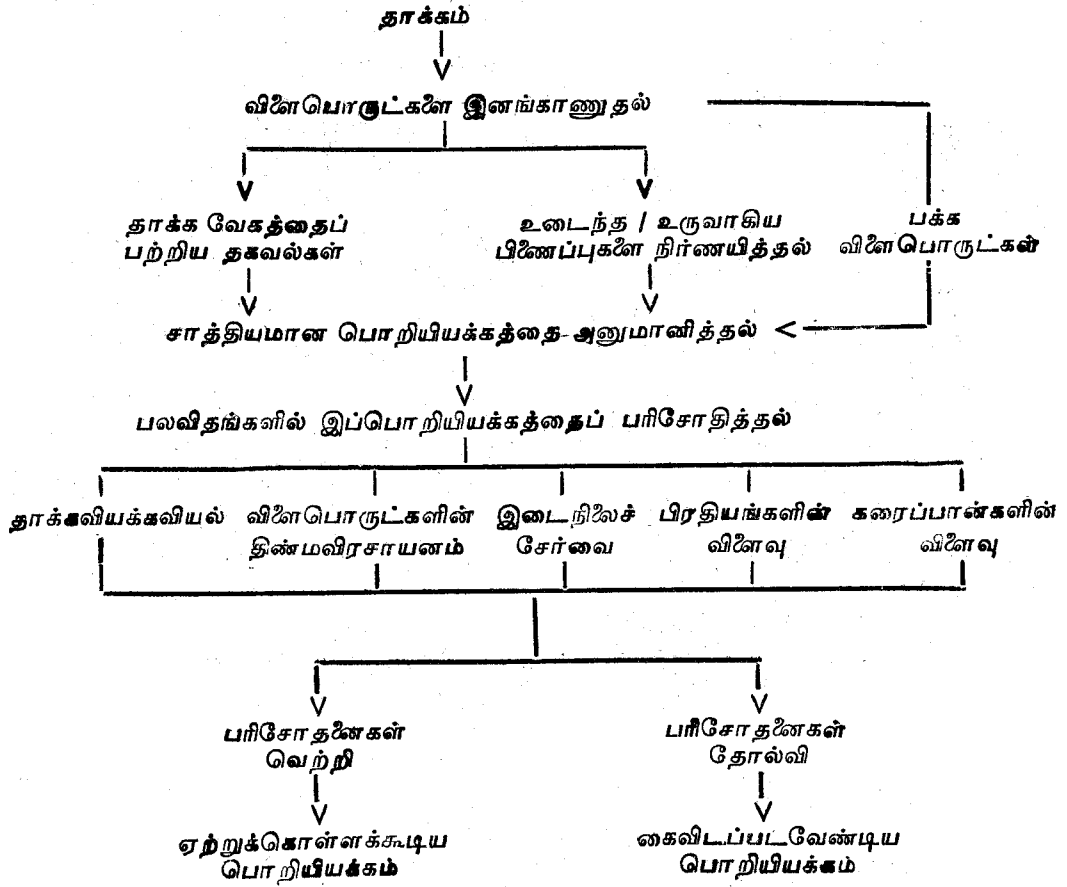 தாக்கம்
விளைபொருட்களை இனங்காணுதல்
தாக்க வேகத்தைப்
பற்றிய தகவல்கள்
உடைந்த / உருவாகிய
பிணைப்புகளை நிர்ணயித்தல்
பக்க
விளைபொருட்கள்
சாத்தியமான பொறியியக்கத்தை அனுமானித்தல்
பலவிதங்களில் இப்பொறியியக்கத்தைப் பரிசோதித்தல்
தாக்கவியக்கவியல்
விளைபொருட்களின்
திண்மவிரசாயனம்
இடைநிலைச்
சேர்வை
பிரதியங்களின்
விளைவு
கரைப்பான்களின்
விளைவு
பரிசோதனைகள்
வெற்றி
பரிசோதனைகள்
தோல்வி
ஏற்றுக்கொள்ளக்கூடிய
பொறியியக்கம்
கைவிடப்படவேண்டிய
பொறியியக்கம்